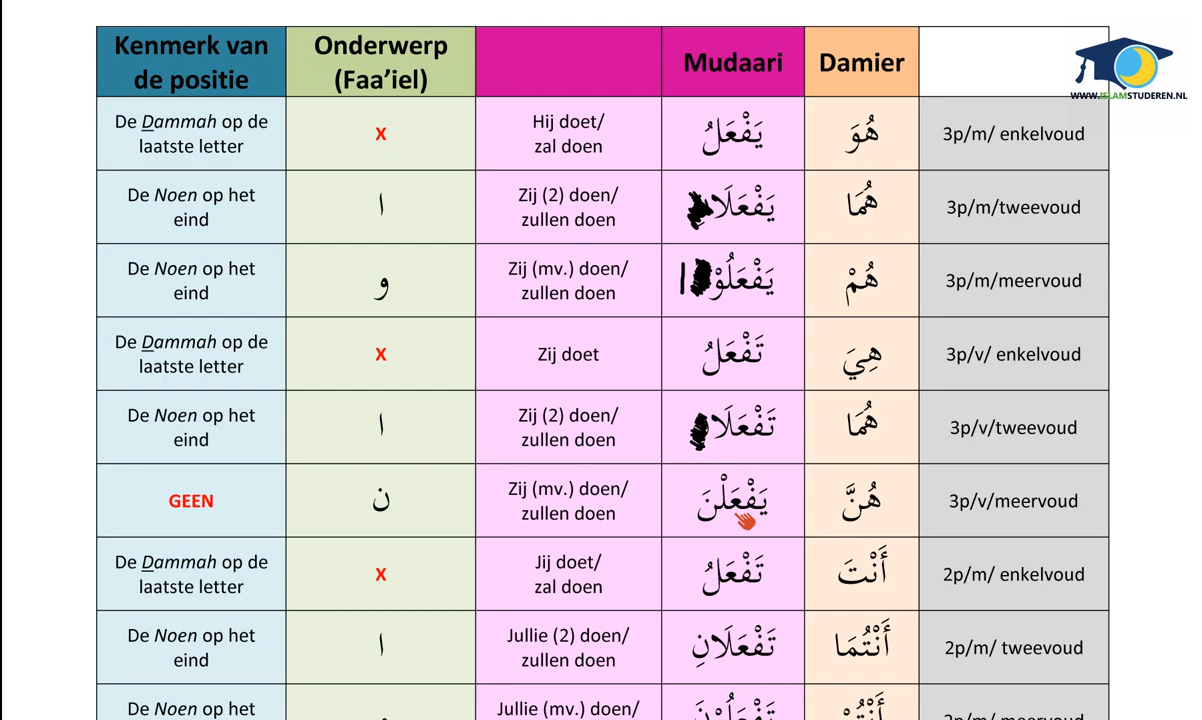 Kenmerk van de positie Onderwerp (Faa'iel) Mudaari Damier
WWW.ISLAMSTUDEREN.NL
De Dammah op de laatste letter X Hij doet/ zal doen يَفْعَلُ هُوَ 3p/m/ enkelvoud
De Noen op het eind ا Zij (2) doen/ zullen doen يَفْعَلَا هُمَا 3p/m/tweevoud
De Noen op het eind و Zij (mv.) doen/ zullen doen يَفْعَلُوْا هُمْ 3p/m/meervoud
De Dammah op de laatste letter X Zij doet تَفْعَلُ هِيَ 3p/v/ enkelvoud
De Noen op het eind ا Zij (2) doen/ zullen doen تَفْعَلَا هُمَا 3p/v/tweevoud
GEEN ن Zij (mv.) doen/ zullen doen يَفْعَلْنَ هُنَّ 3p/v/meervoud
De Dammah op de laatste letter X Jij doet/ zal doen تَفْعَلُ أَنْتَ 2p/m/ enkelvoud
De Noen op het eind ا Jullie (2) doen/ zullen doen تَفْعَلَانِ أَنْتُمَا 2p/m/ tweevoud
De Noen op het Jullie (mv.) doen/